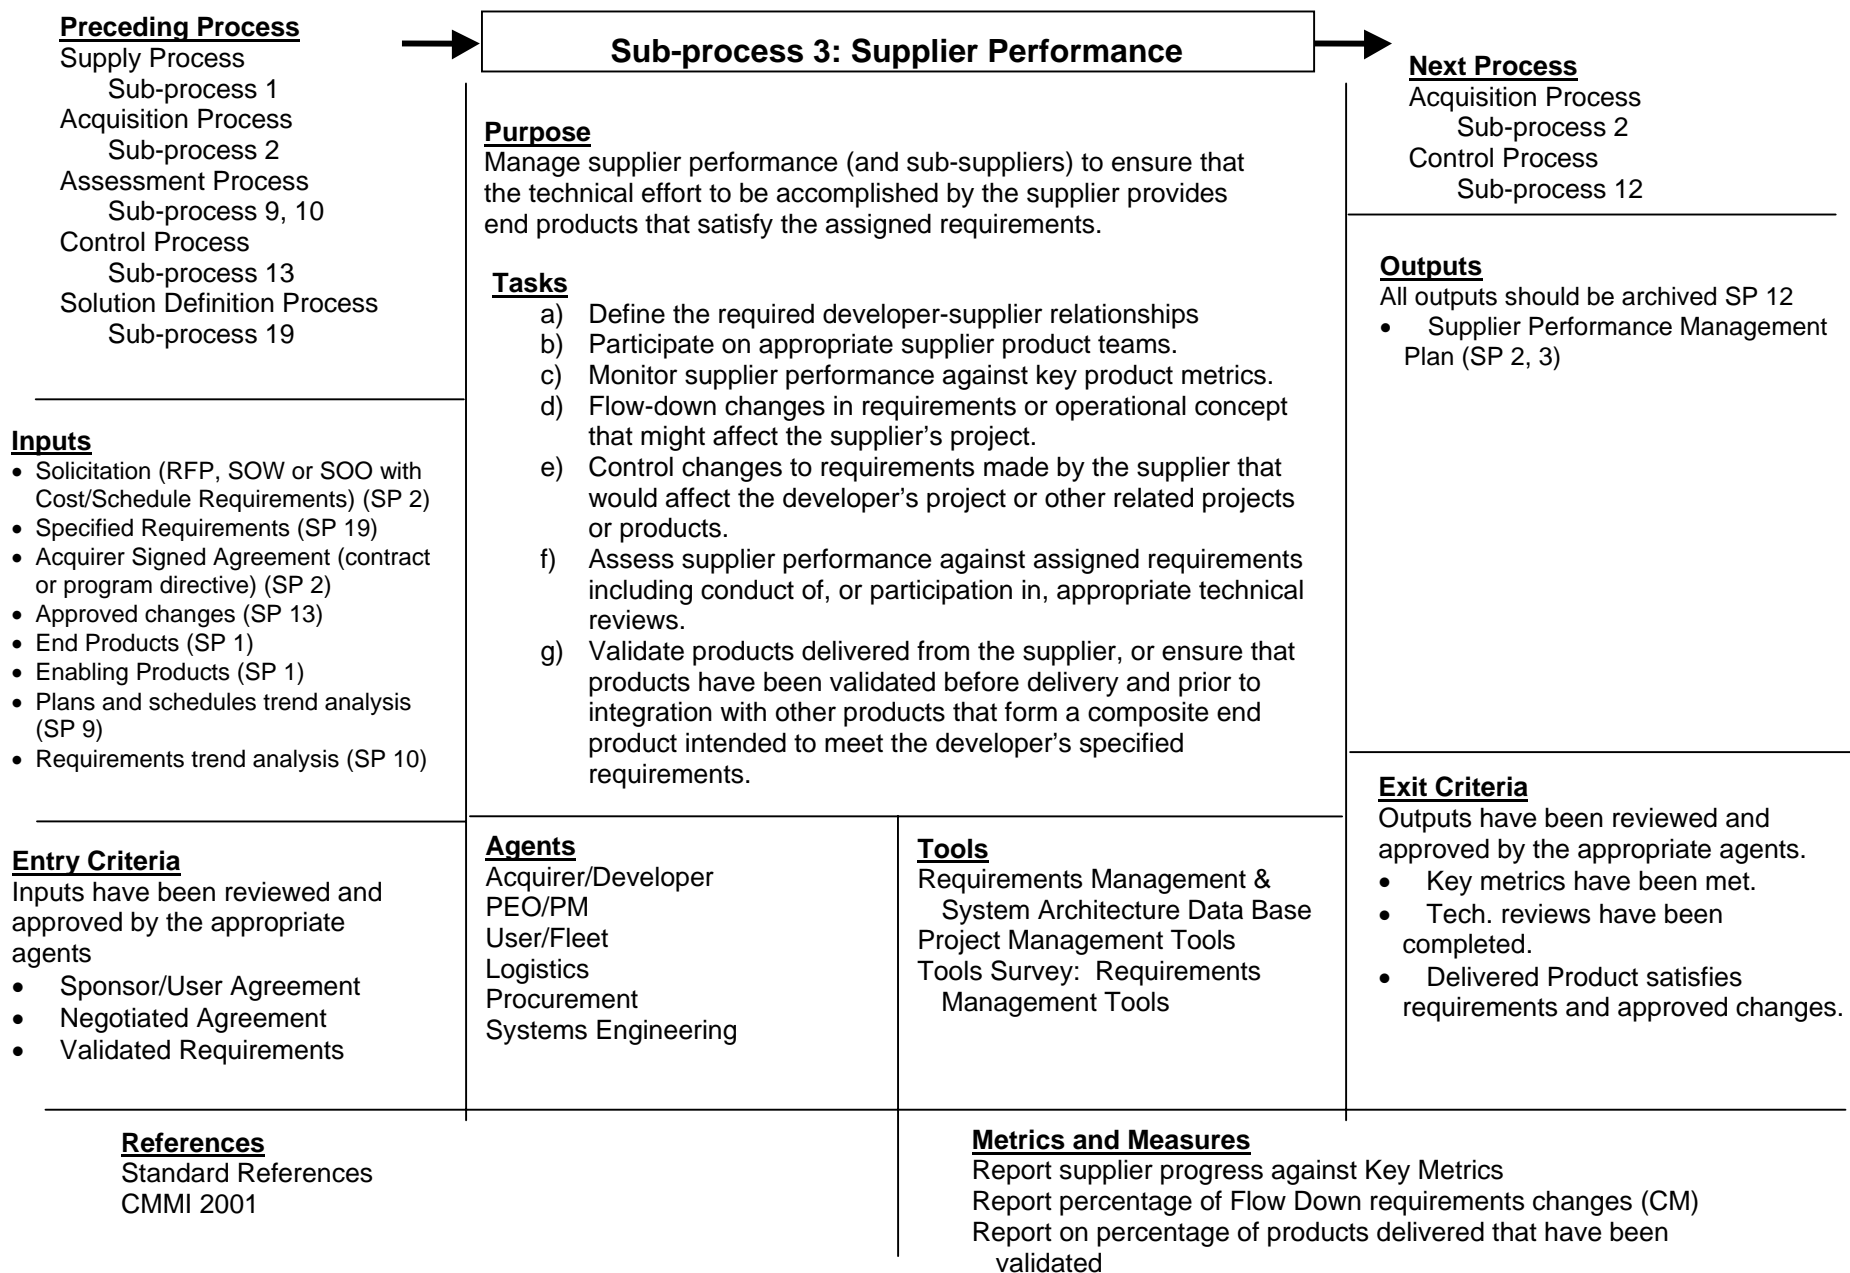 Preceding Process
Supply Process
Sub-process 1
Acquisition Process
Sub-process 2
Assessment Process
Sub-process 9, 10
Control Process
Sub-process 13
Solution Definition Process
Sub-process 19
Inputs
• Solicitation (RFP, SOW or SOO with
Cost/Schedule Requirements) (SP 2)
• Specified Requirements (SP 19)
• Acquirer Signed Agreement (contract
or program directive) (SP 2)
• Approved changes (SP 13)
• End Products (SP 1)
• Enabling Products (SP 1)
• Plans and schedules trend analysis
(SP 9)
• Requirements trend analysis (SP 10)
Entry Criteria
Inputs have been reviewed and
approved by the appropriate
agents
• Sponsor/User Agreement
• Negotiated Agreement
• Validated Requirements
Sub-process 3: Supplier Performance
Purpose
Manage supplier performance (and sub-suppliers) to ensure that
the technical effort to be accomplished by the supplier provides
end products that satisfy the assigned requirements.
Tasks
a) Define the required developer-supplier relationships
b) Participate on appropriate supplier product teams.
c) Monitor supplier performance against key product metrics.
d) Flow-down changes in requirements or operational concept
that might affect the supplier’s project.
e) Control changes to requirements made by the supplier that
would affect the developer’s project or other related projects
or products.
f) Assess supplier performance against assigned requirements
including conduct of, or participation in, appropriate technical
reviews.
g) Validate products delivered from the supplier, or ensure that
products have been validated before delivery and prior to
integration with other products that form a composite end
product intended to meet the developer’s specified
requirements.
Agents
Acquirer/Developer
PEO/PM
User/Fleet
Logistics
Procurement
Systems Engineering
Tools
Requirements Management &
System Architecture Data Base
Project Management Tools
Tools Survey: Requirements
Management Tools
Next Process
Acquisition Process
Sub-process 2
Control Process
Sub-process 12
Outputs
All outputs should be archived SP 12
• Supplier Performance Management
Plan (SP 2, 3)
Exit Criteria
Outputs have been reviewed and
approved by the appropriate agents.
• Key metrics have been met.
• Tech. reviews have been
completed.
• Delivered Product satisfies
requirements and approved changes.
References
Standard References
CMMI 2001
Metrics and Measures
Report supplier progress against Key Metrics
Report percentage of Flow Down requirements changes (CM)
Report on percentage of products delivered that have been
validated